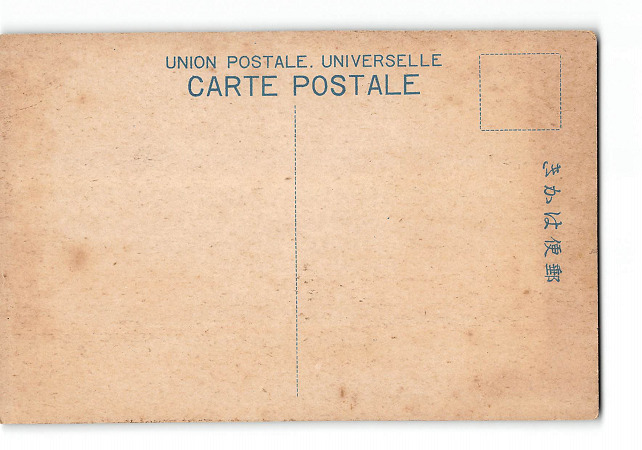 UNION POSTALE. UNIVERSELLE
CARTE POSTALE
郵便はかき